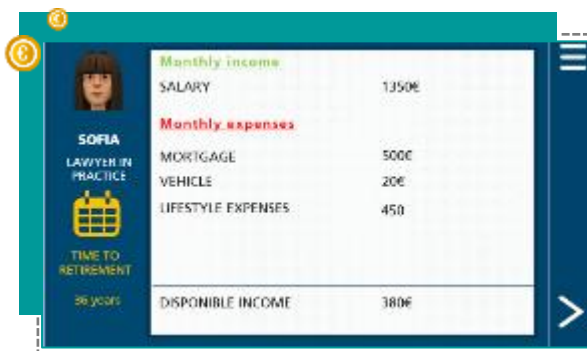 SOFIA
LAWYER IN
PRACTICE
TIME TO
RETIREMENT
36 years
Monthly income
SALARY 1350€
Monthly expenses
MORTGAGE 500€
VEHICLE 20€
LIFESTYLE EXPENSES 450
DISPONIBLE INCOME 380€